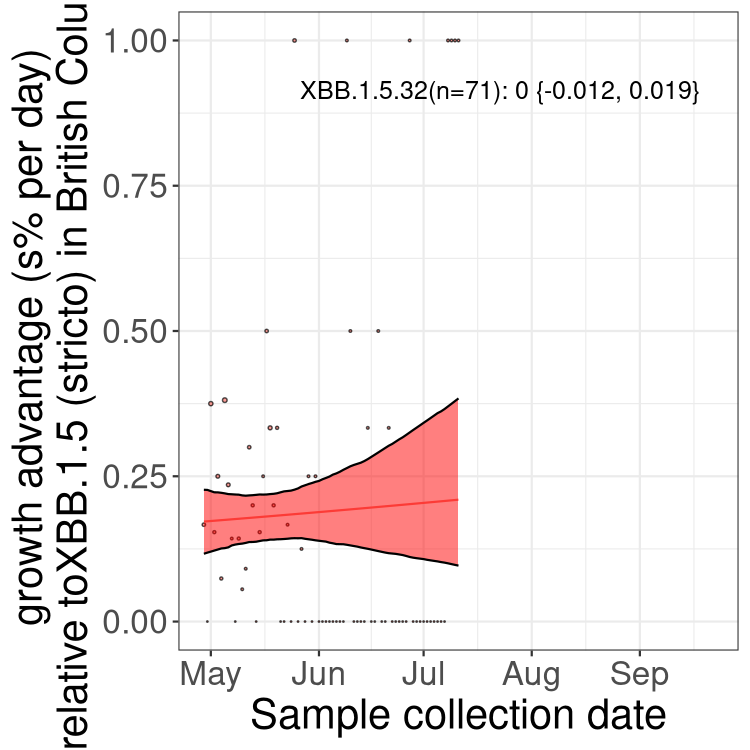 growth advantage (s% per day)
relative toXBB.1.5 (stricto) in British Colu
1.00
0.75
0.50
0.25
0.00
XBB.1.5.32(n=71): 0 {-0.012, 0.019}
May Jun Jul Aug Sep
Sample collection date